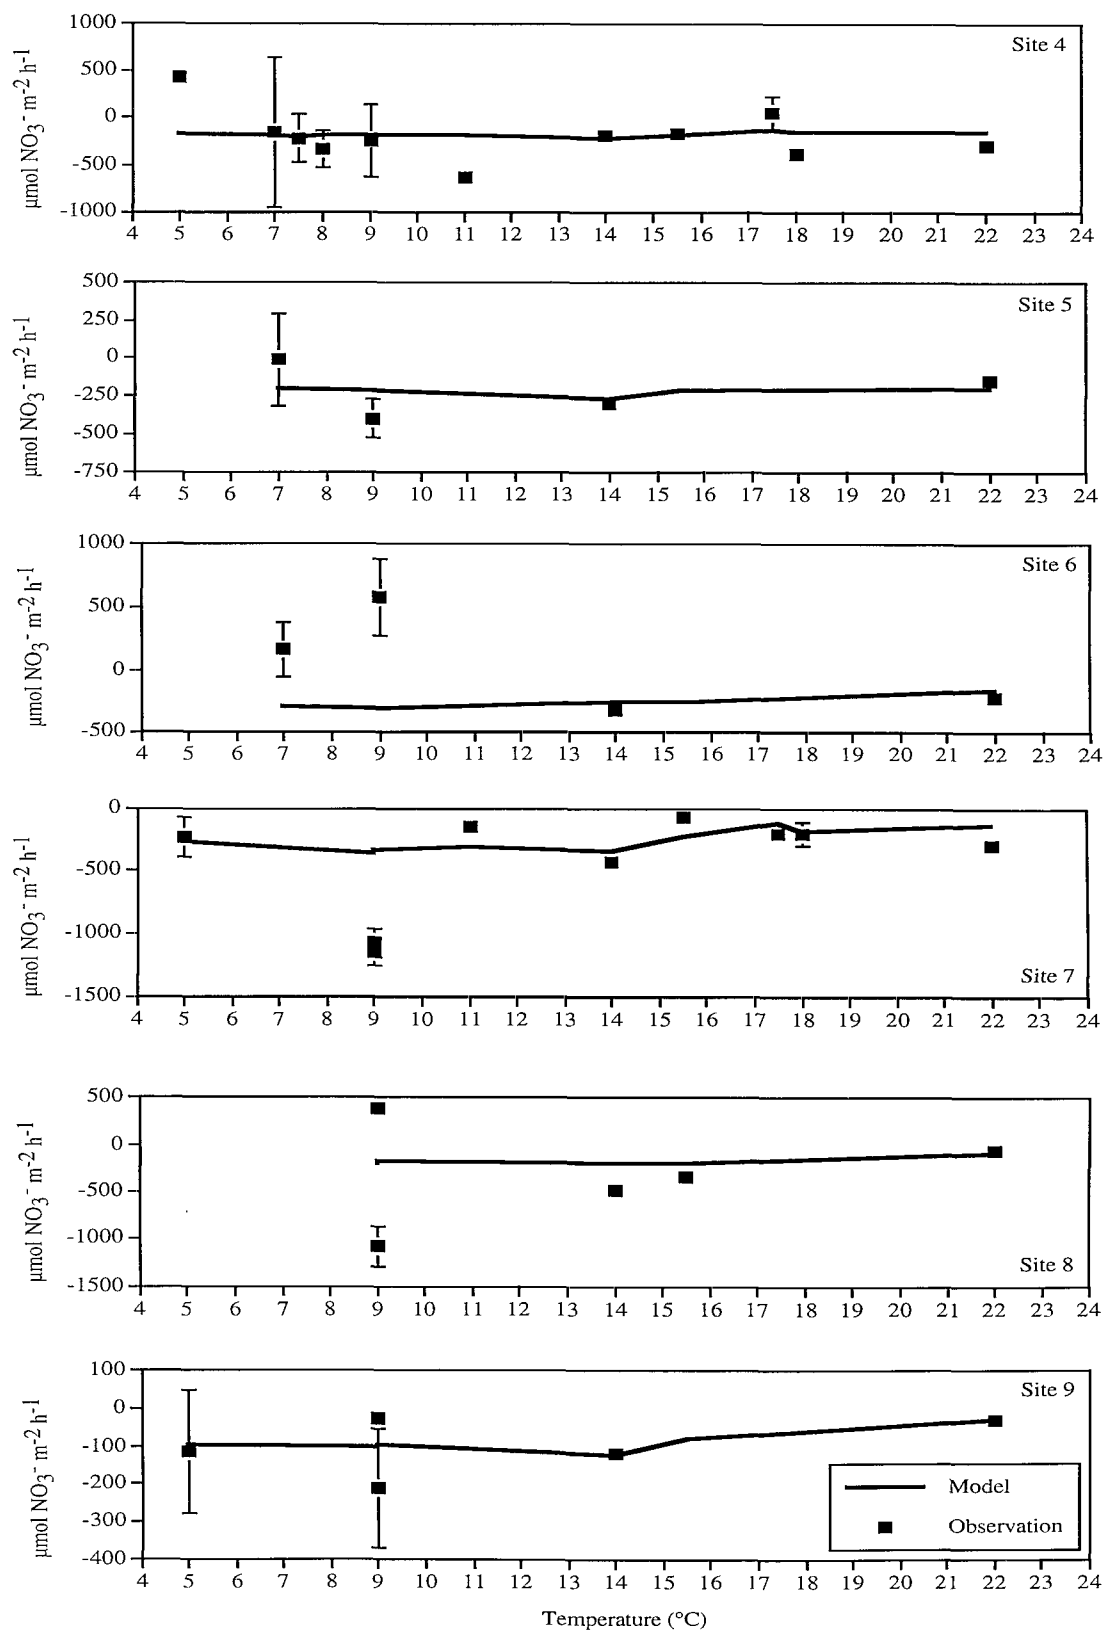 1000
500
0
-500
-1000
µmol NO3- m-2 h-1
Site 4
4 5 6 7 8 9 10 11 12 13 14 15 16 17 18 19 20 21 22 23 24
500
250
0
-250
-500
-750
µmol NO3- m-2 h-1
Site 5
4 5 6 7 8 9 10 11 12 13 14 15 16 17 18 19 20 21 22 23 24
1000
500
0
-500
µmol NO3- m-2 h-1
Site 6
4 5 6 7 8 9 10 11 12 13 14 15 16 17 18 19 20 21 22 23 24
0
-500
-1000
-1500
µmol NO3- m-2 h-1
Site 7
4 5 6 7 8 9 10 11 12 13 14 15 16 17 18 19 20 21 22 23 24
500
0
-500
-1000
-1500
µmol NO3- m-2 h-1
Site 8
4 5 6 7 8 9 10 11 12 13 14 15 16 17 18 19 20 21 22 23 24
100
0
-100
-200
-300
-400
µmol NO3- m-2 h-1
Site 9
Model
Observation
4 5 6 7 8 9 10 11 12 13 14 15 16 17 18 19 20 21 22 23 24
Temperature (°C)